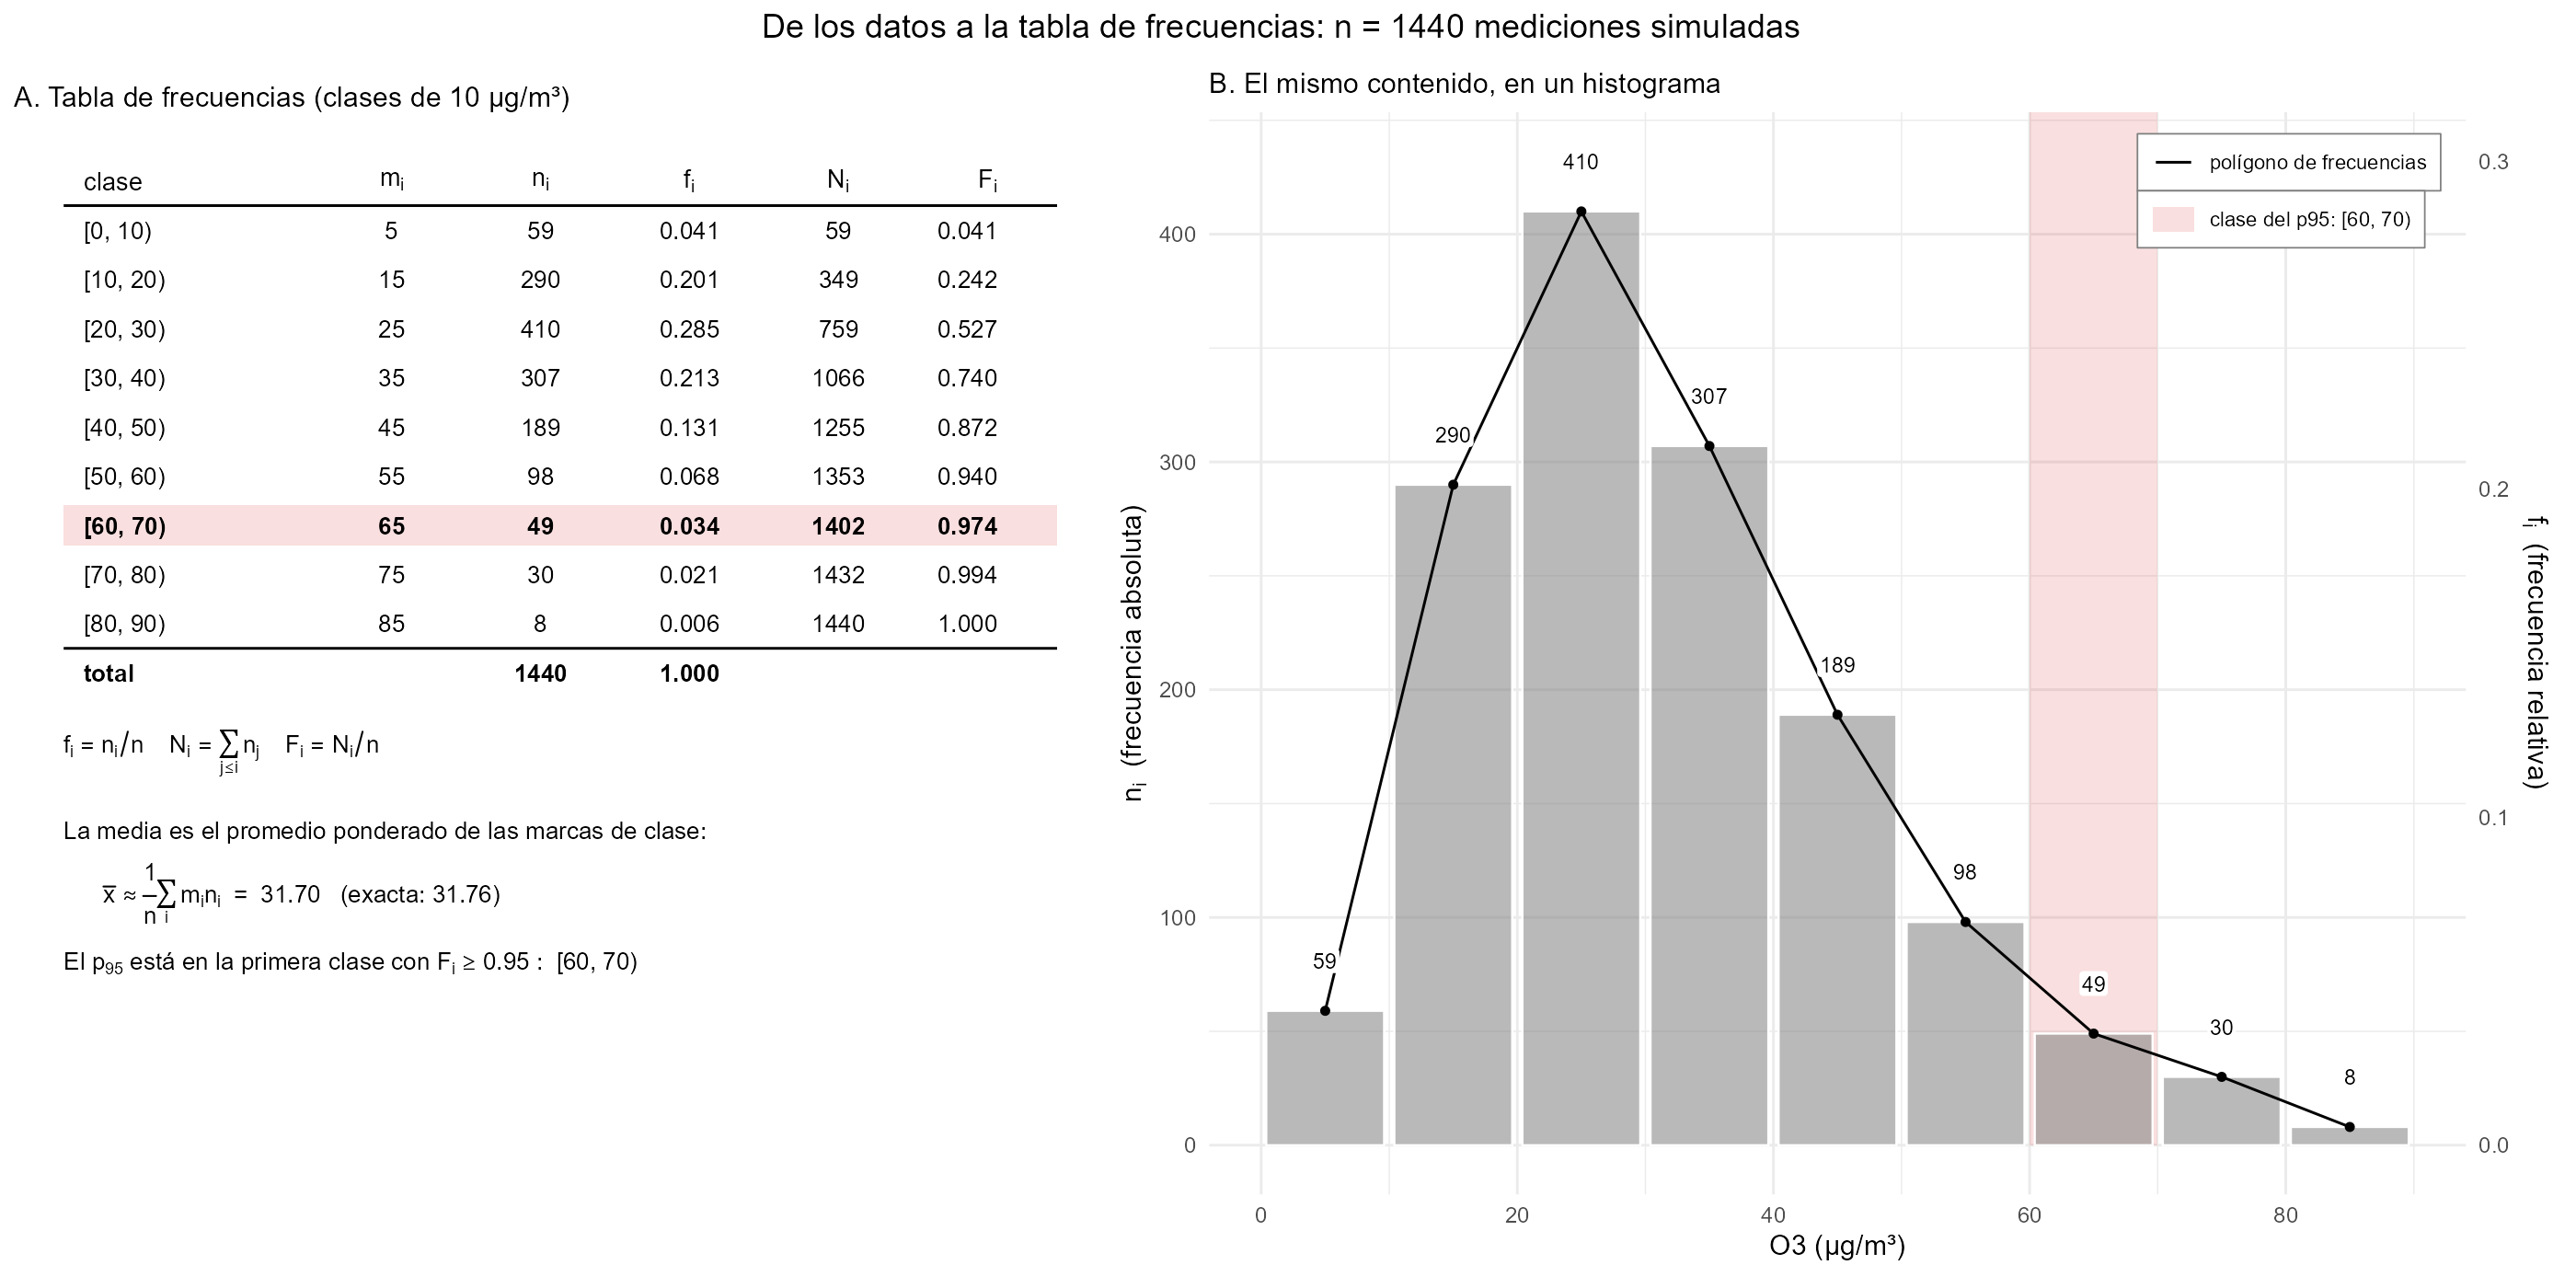 De los datos a la tabla de frecuencias: n = 1440 mediciones simuladas
A. Tabla de frecuencias (clases de 10 µg/m³)
clase mᵢ nᵢ fᵢ Nᵢ Fᵢ
[0, 10) 5 59 0.041 59 0.041
[10, 20) 15 290 0.201 349 0.242
[20, 30) 25 410 0.285 759 0.527
[30, 40) 35 307 0.213 1066 0.740
[40, 50) 45 189 0.131 1255 0.872
[50, 60) 55 98 0.068 1353 0.940
[60, 70) 65 49 0.034 1402 0.974
[70, 80) 75 30 0.021 1432 0.994
[80, 90) 85 8 0.006 1440 1.000
total 1440 1.000
fᵢ = nᵢ/n Nᵢ = ∑ nⱼ Fᵢ = Nᵢ/n
j≤i
La media es el promedio ponderado de las marcas de clase:
x̅ ≈ 1/n ∑ᵢ mᵢnᵢ = 31.70 (exacta: 31.76)
El p₉₅ está en la primera clase con Fᵢ ≥ 0.95 : [60, 70)
B. El mismo contenido, en un histograma
polígono de frecuencias
clase del p95: [60, 70)
nᵢ (frecuencia absoluta)
400
300
200
100
0
59
290
410
307
189
98
49
30
8
0.3
0.2
0.1
0.0
fᵢ (frecuencia relativa)
0 20 40 60 80
O3 (µg/m³)